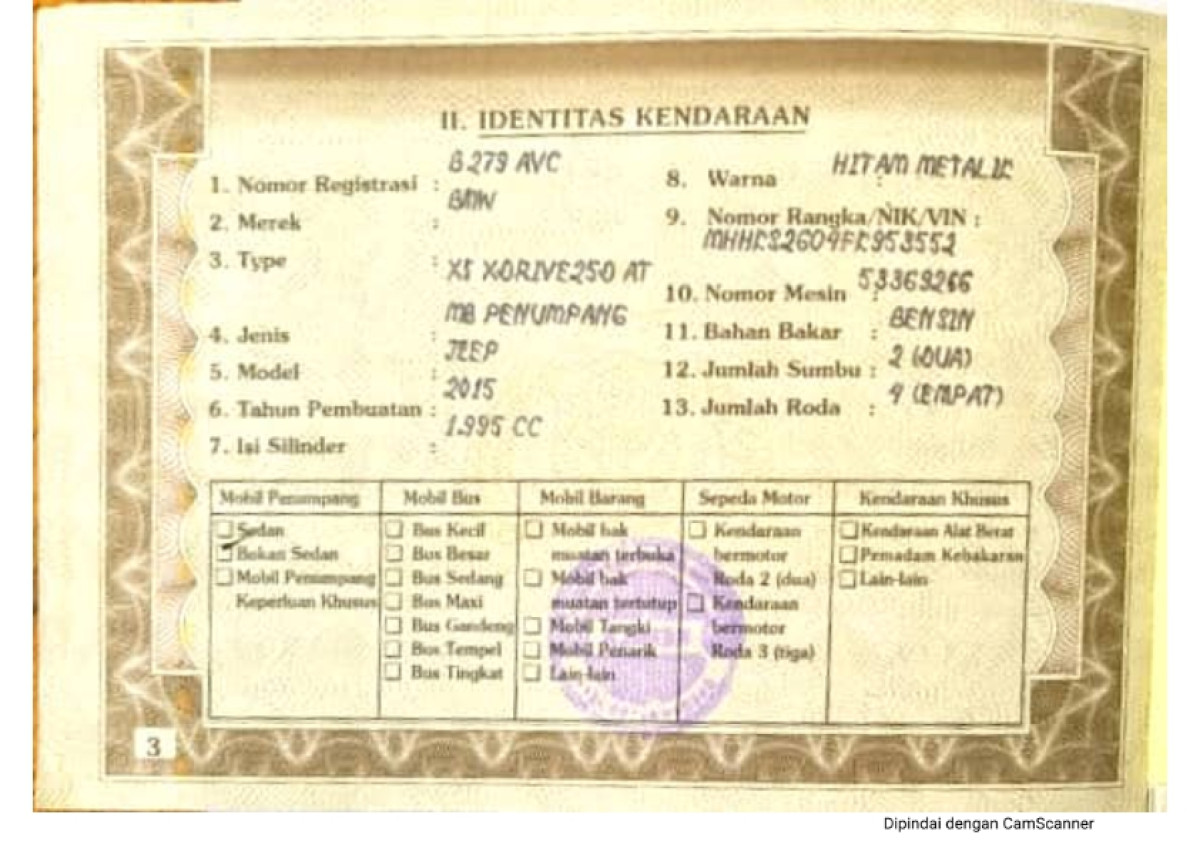 II. IDENTITAS KENDARAAN
1. Nomor Registrasi : B 279 AVC
2. Merek : BMW
3. Type : X5 XDRIVE250 AT
4. Jenis : MB PENUMPANG
5. Model : JEEP
6. Tahun Pembuatan : 2015
7. Isi Silinder : 1.995 CC
8. Warna : HITAM METALIC
9. Nomor Rangka/NIK/VIN :
10. Nomor Mesin : 53369266
11. Bahan Bakar : BENSIN
12. Jumlah Sumbu : 2 (DUA)
13. Jumlah Roda : 4 (EMPAT)
Mobil Penumpang
Sedan
Bukan Sedan
Mobil Penumpang
Keperluan Khusus
Mobil Bus
Bus Kecil
Bus Besar
Bus Sedang
Bus Maxi
Bus Gandeng
Bus Tempel
Bus Tingkat
Mobil Barang
Mobil bak
muatan terbuka
Mobil bak
muatan tertutup
Mobil Tangki
Mobil Penarik
Lain-lain
Sepeda Motor
Kendaraan
bermotor
Roda 2 (dua)
Kendaraan
bermotor
Roda 3 (tiga)
Kendaraan Khusus
Kendaraan Alat Berat
Pemadam Kebakaran
Lain-lain
3
Dipindai dengan CamScanner